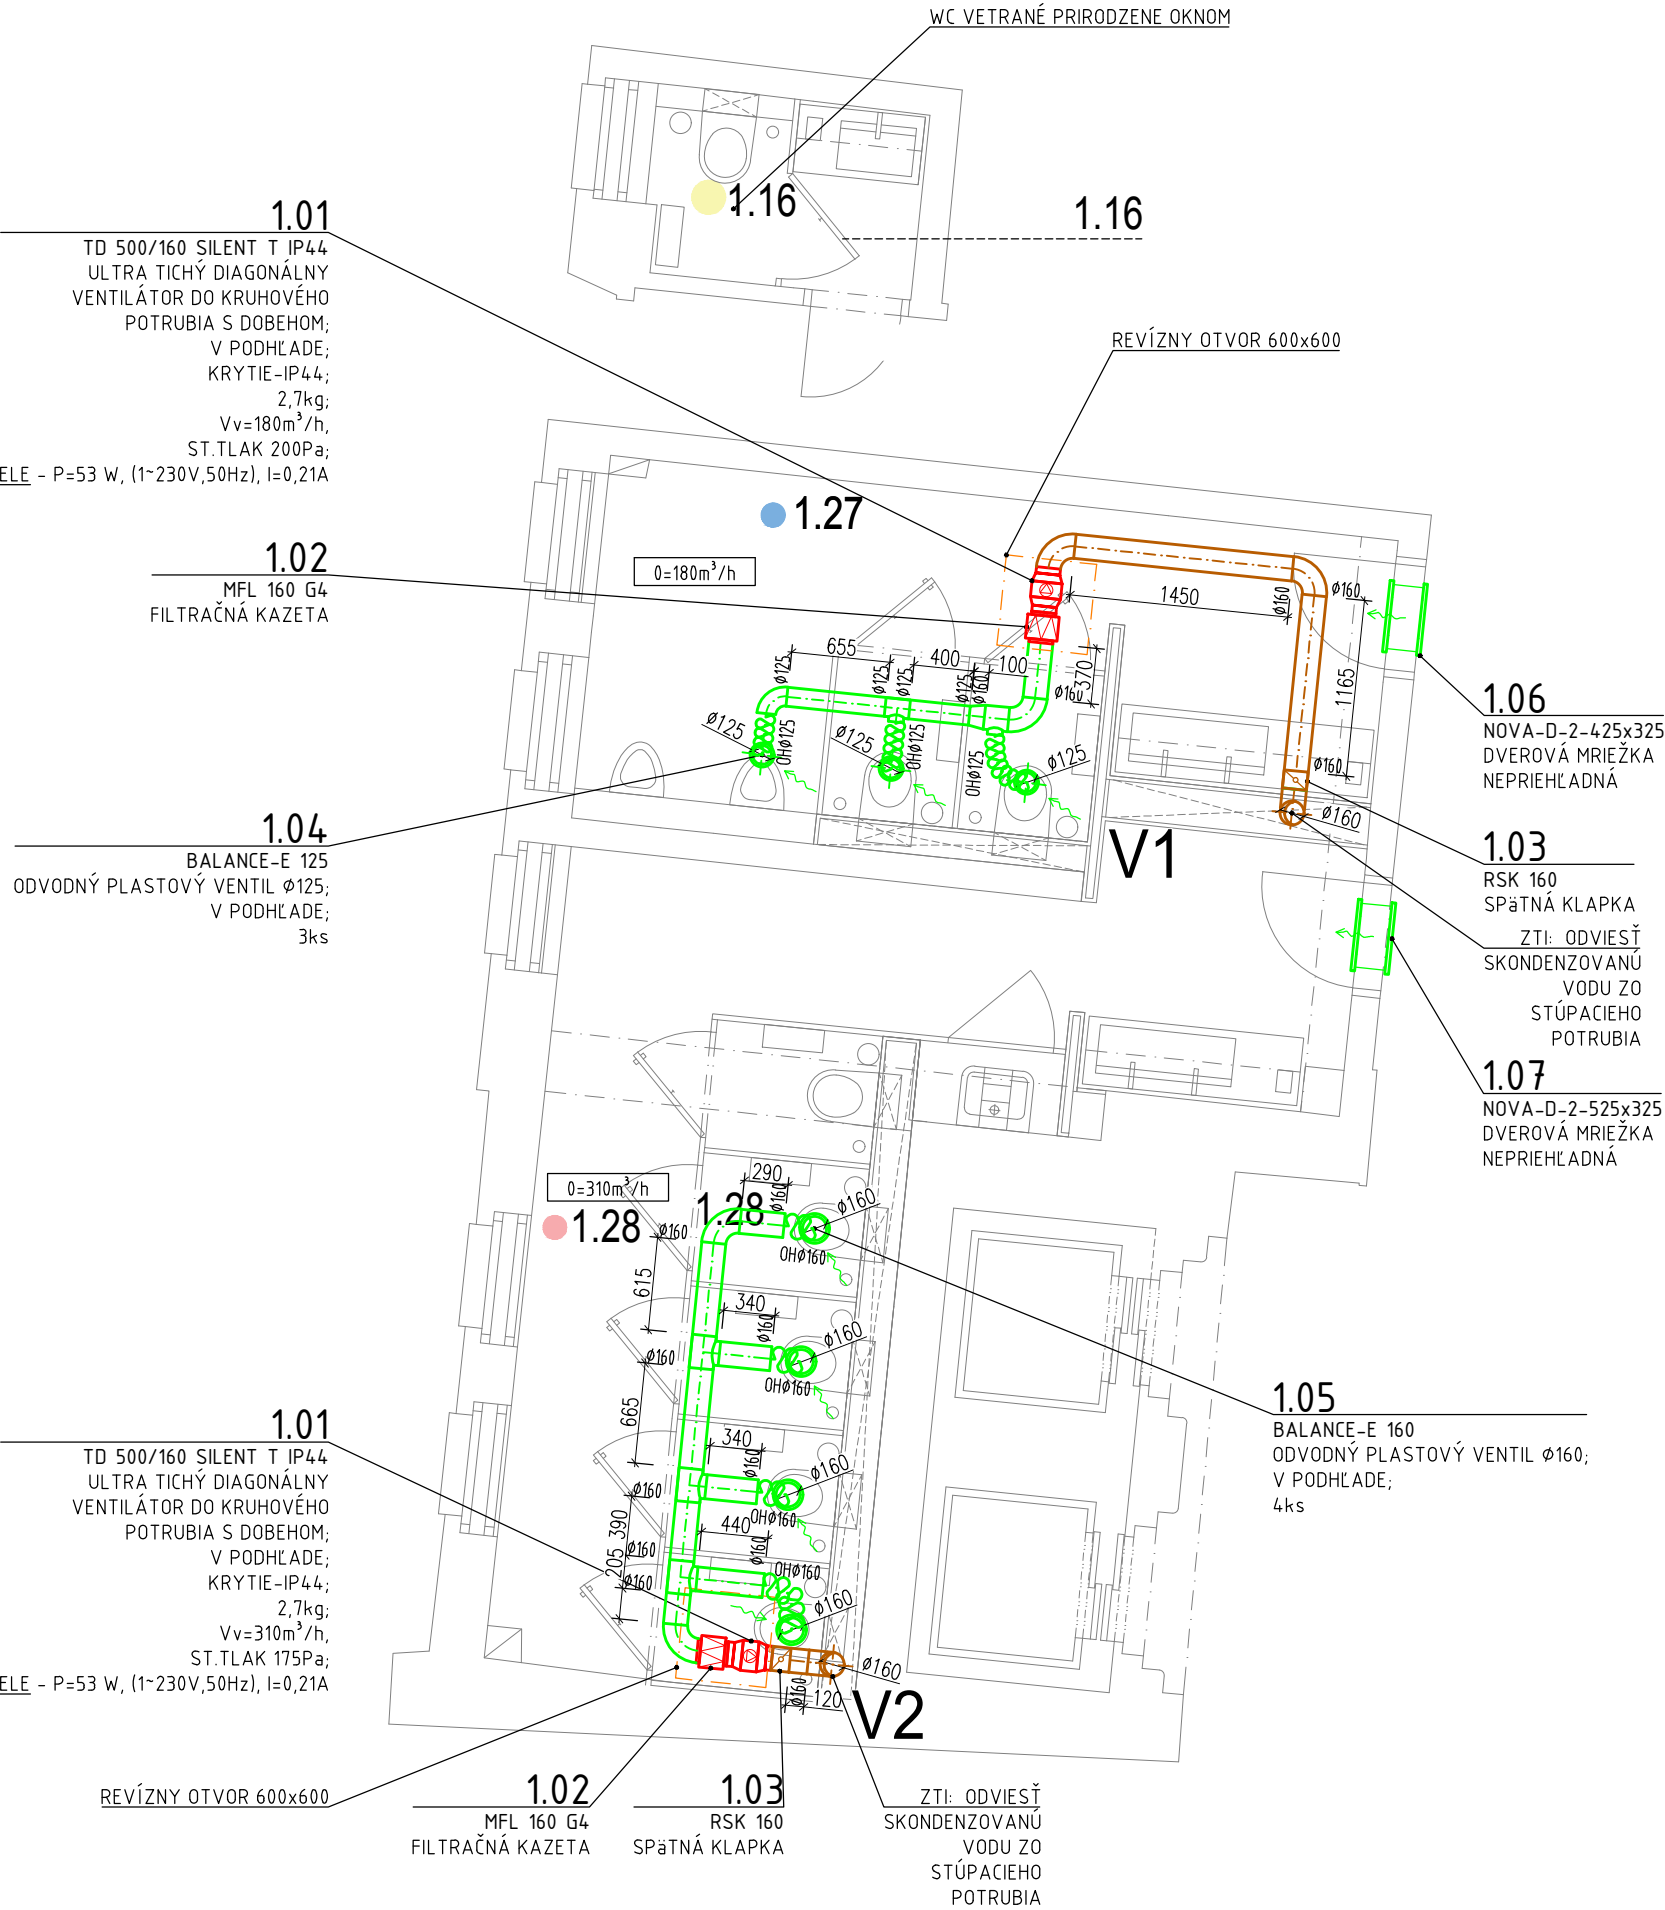 WC VETRANÉ PRIRODZENE OKNOM
1.16
1.16
1.01
TD 500/160 SILENT T IP44
ULTRA TICHÝ DIAGONÁLNY
VENTILÁTOR DO KRUHOVÉHO
POTRUBIA S DOBEHOM;
V PODHĽADE;
KRYTIE-IP44;
2,7kg;
Vv=180m³/h,
ST.TLAK 200Pa;
ELE - P=53 W, (1~230V,50Hz), I=0,21A
REVÍZNY OTVOR 600x600
1.27
O=180m³/h
1.02
MFL 160 G4
FILTRAČNÁ KAZETA
1450
ø160
ø160
1165
ø160
ø160
655
400
100
370
ø125
ø125
ø125
ø125
ø160
ø160
ø125
OHø125
ø125
OHø125
OHø125
ø125
V1
1.06
NOVA-D-2-425x325
DVEROVÁ MRIEŽKA
NEPRIEHĽADNÁ
1.04
BALANCE-E 125
ODVODNÝ PLASTOVÝ VENTIL ø125;
V PODHĽADE;
3ks
1.03
RSK 160
SPäTNÁ KLAPKA
ZTI: ODVIESŤ
SKONDENZOVANÚ
VODU ZO
STÚPACIEHO
POTRUBIA
1.07
NOVA-D-2-525x325
DVEROVÁ MRIEŽKA
NEPRIEHĽADNÁ
O=310m³/h
1.28
1.28
290
ø160
ø160
ø160
OHø160
615
340
ø160
ø160
ø160
OHø160
665
340
ø160
ø160
ø160
OHø160
390
440
ø160
ø160
OHø160
205
ø160
ø160
ø160
ø160
120
V2
1.05
BALANCE-E 160
ODVODNÝ PLASTOVÝ VENTIL ø160;
V PODHĽADE;
4ks
1.01
TD 500/160 SILENT T IP44
ULTRA TICHÝ DIAGONÁLNY
VENTILÁTOR DO KRUHOVÉHO
POTRUBIA S DOBEHOM;
V PODHĽADE;
KRYTIE-IP44;
2,7kg;
Vv=310m³/h,
ST.TLAK 175Pa;
ELE - P=53 W, (1~230V,50Hz), I=0,21A
REVÍZNY OTVOR 600x600
1.02
MFL 160 G4
FILTRAČNÁ KAZETA
1.03
RSK 160
SPäTNÁ KLAPKA
ZTI: ODVIESŤ
SKONDENZOVANÚ
VODU ZO
STÚPACIEHO
POTRUBIA